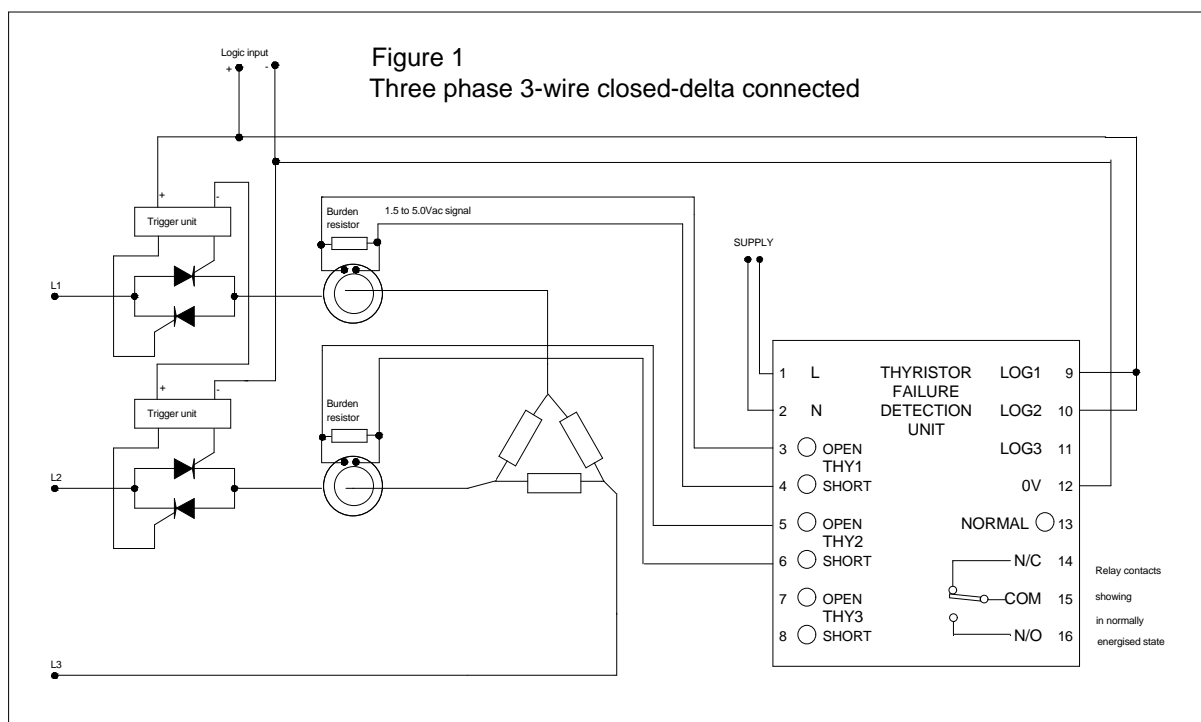 Figure 1
Three phase 3-wire closed-delta connected
Logic input
+ -
+ -
Trigger unit
L1
Burden
resistor
1.5 to 5.0Vac signal
+ -
Trigger unit
L2
Burden
resistor
L3
SUPPLY
1 L THYRISTOR LOG1 9
FAILURE
2 N DETECTION LOG2 10
UNIT
3 OPEN LOG3 11
THY1
4 SHORT 0V 12
5 OPEN NORMAL 13
THY2
6 SHORT N/C 14
7 OPEN COM 15
THY3
8 SHORT N/O 16
Relay contacts
showing
in normally
energised state